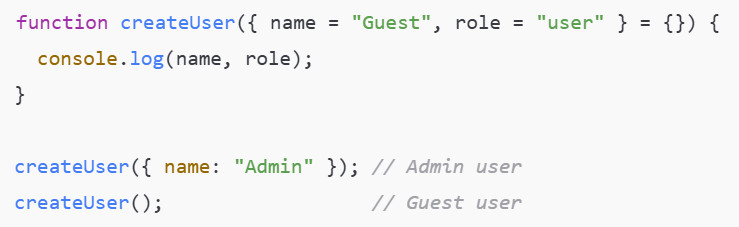 function createUser({ name = "Guest", role = "user" } = {}) {
  console.log(name, role);
}

createUser({ name: "Admin" }); // Admin user
createUser();                  // Guest user